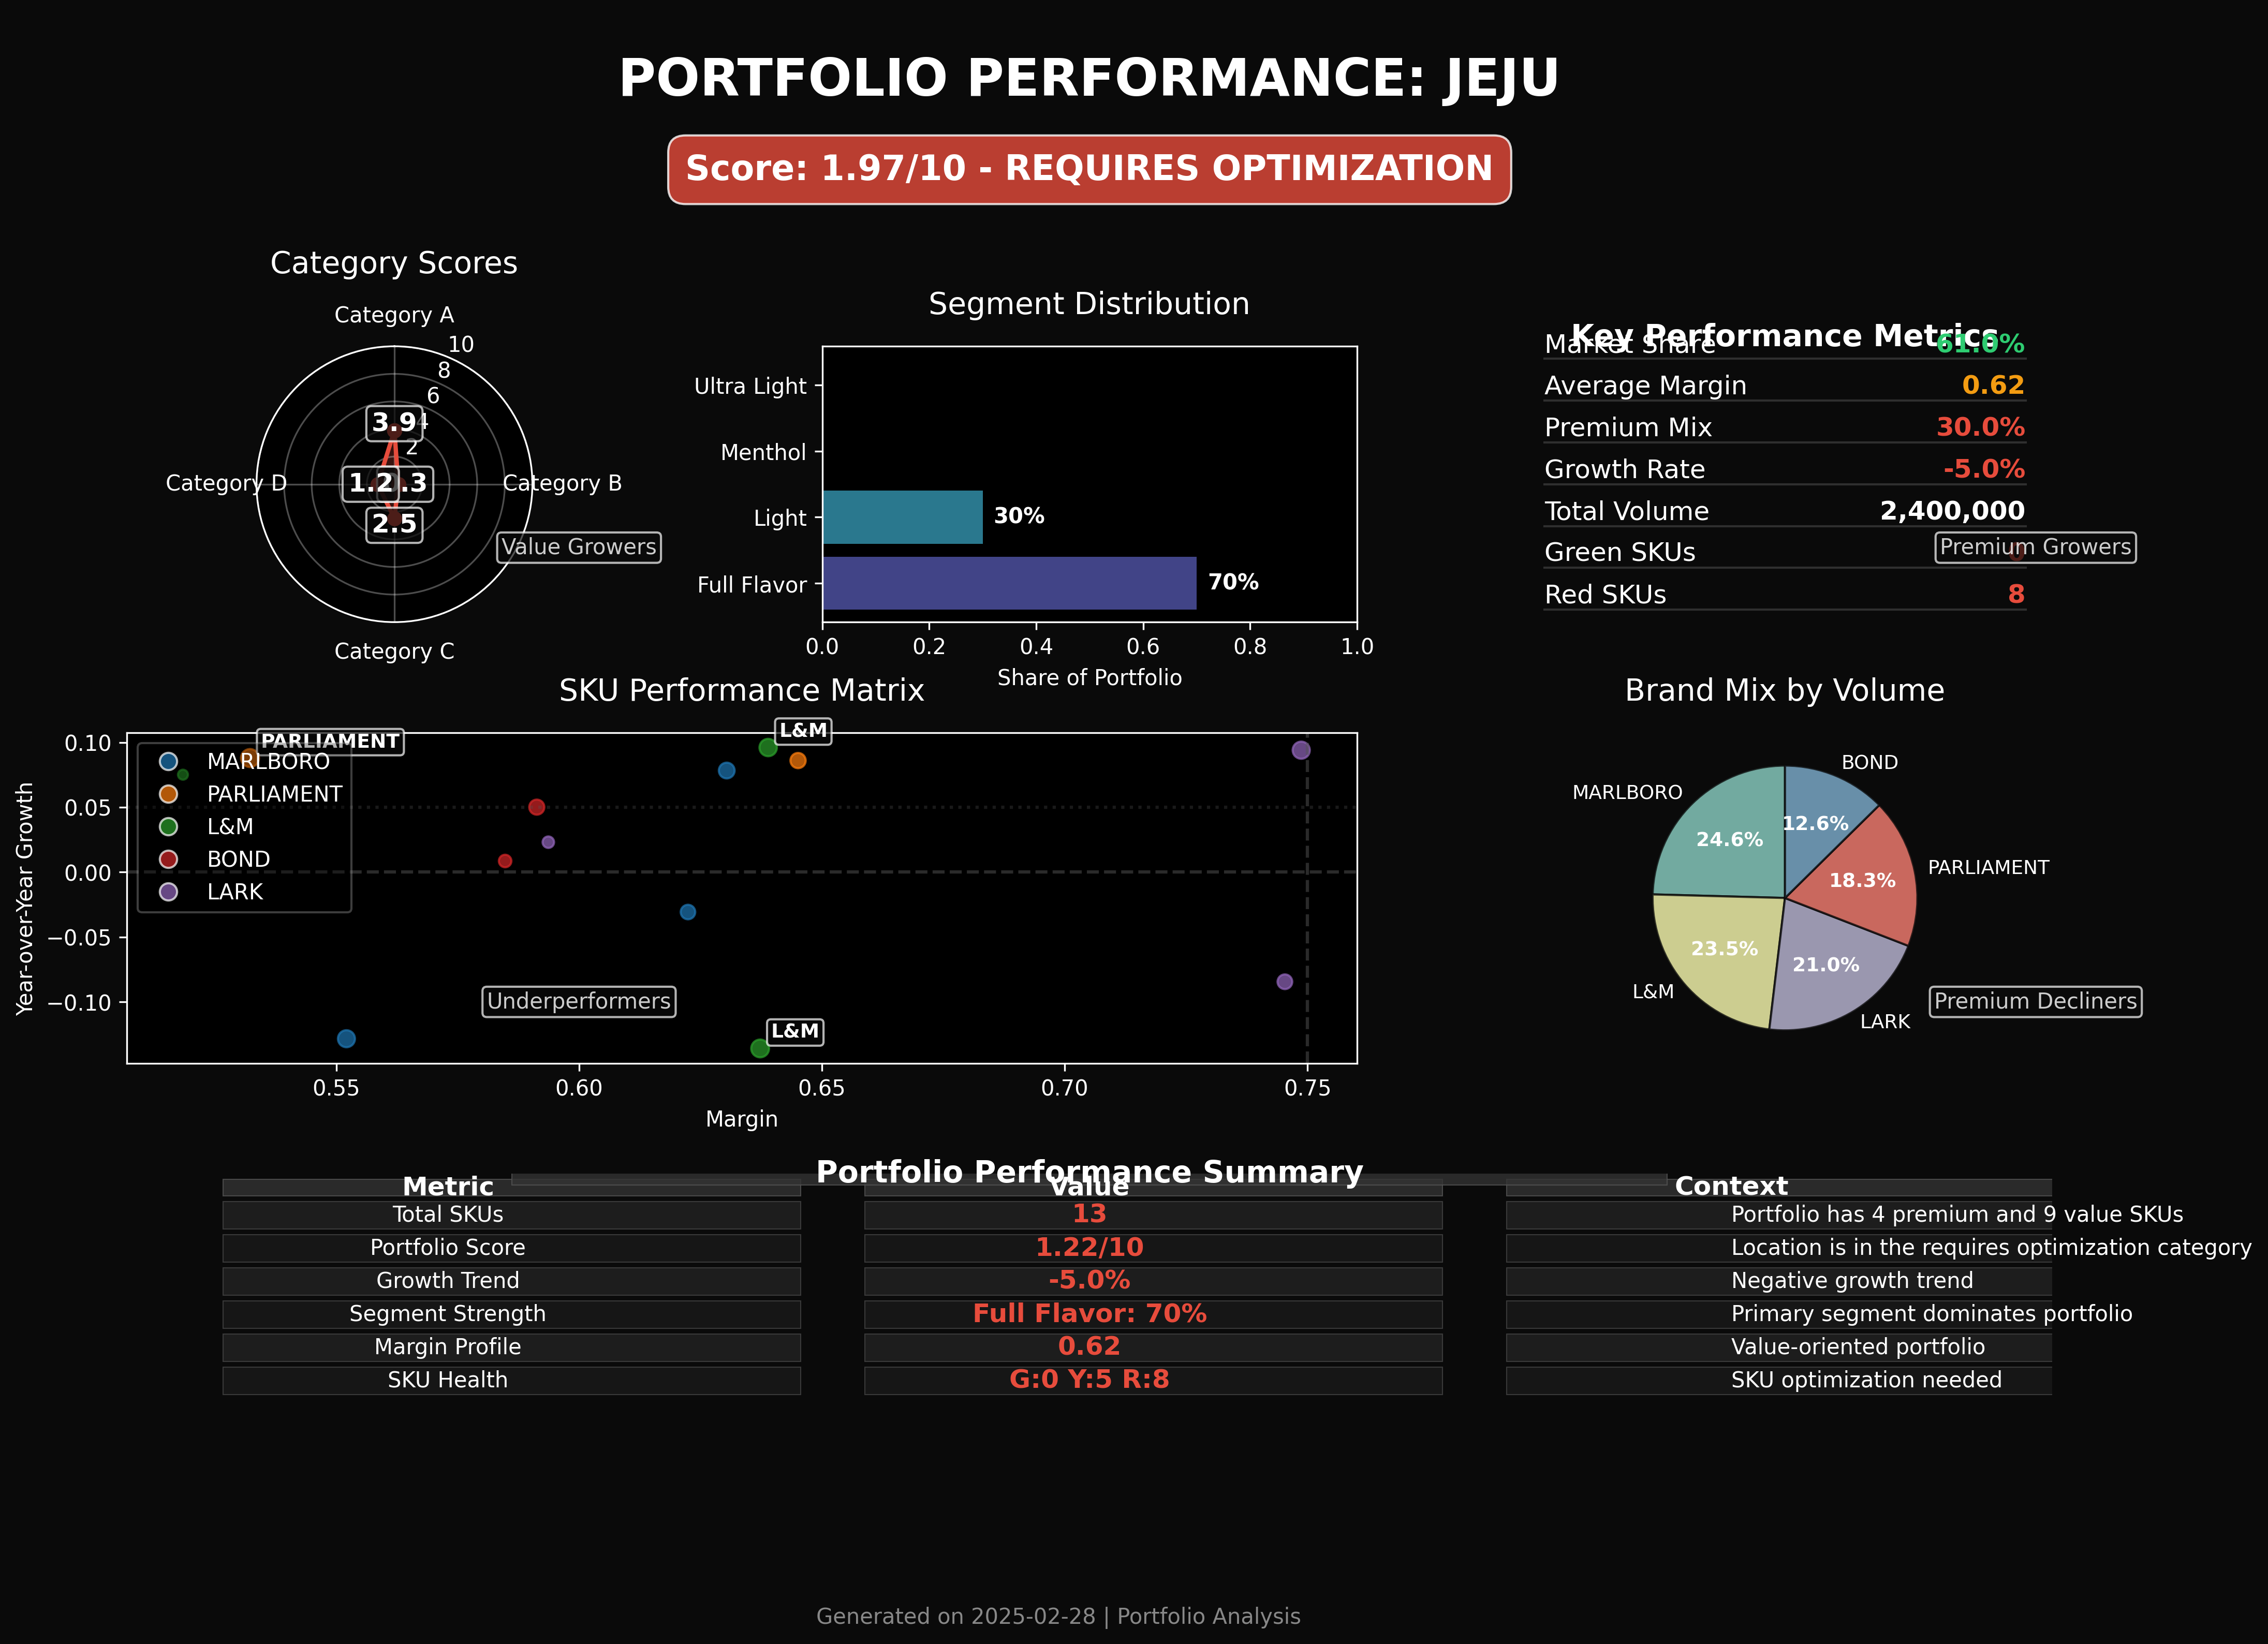 PORTFOLIO PERFORMANCE: JEJU
Score: 1.97/10 - REQUIRES OPTIMIZATION
Category Scores
Category A
10
8
6
4
2
3.9
Category D
1.2
.3
Category B
2.5
Value Growers
Category C
Segment Distribution
Ultra Light
Menthol
Light
30%
Full Flavor
70%
0.0 0.2 0.4 0.6 0.8 1.0
Share of Portfolio
Key Performance Metrics
Market Share 61.0%
Average Margin 0.62
Premium Mix 30.0%
Growth Rate -5.0%
Total Volume 2,400,000
Green SKUs
Premium Growers
Red SKUs 8
SKU Performance Matrix
PARLIAMENT
L&M
MARLBORO
PARLIAMENT
L&M
BOND
LARK
Underperformers
L&M
0.10
0.05
0.00
−0.05
−0.10
Year-over-Year Growth
0.55 0.60 0.65 0.70 0.75
Margin
Brand Mix by Volume
BOND
MARLBORO
12.6%
24.6%
PARLIAMENT
18.3%
23.5%
21.0%
L&M
LARK
Premium Decliners
Portfolio Performance Summary
Metric Value Context
Total SKUs 13 Portfolio has 4 premium and 9 value SKUs
Portfolio Score 1.22/10 Location is in the requires optimization category
Growth Trend -5.0% Negative growth trend
Segment Strength Full Flavor: 70% Primary segment dominates portfolio
Margin Profile 0.62 Value-oriented portfolio
SKU Health G:0 Y:5 R:8 SKU optimization needed
Generated on 2025-02-28 | Portfolio Analysis